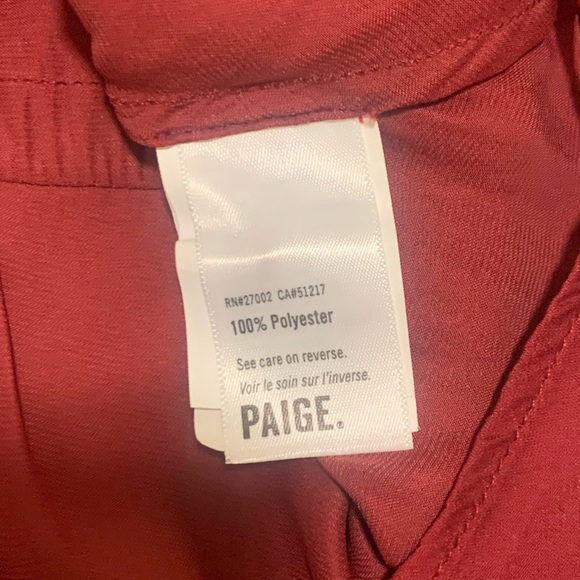 RN#27002 CA#51217
100% Polyester
See care on reverse.
Voir le soin sur l'inverse.
PAIGE.